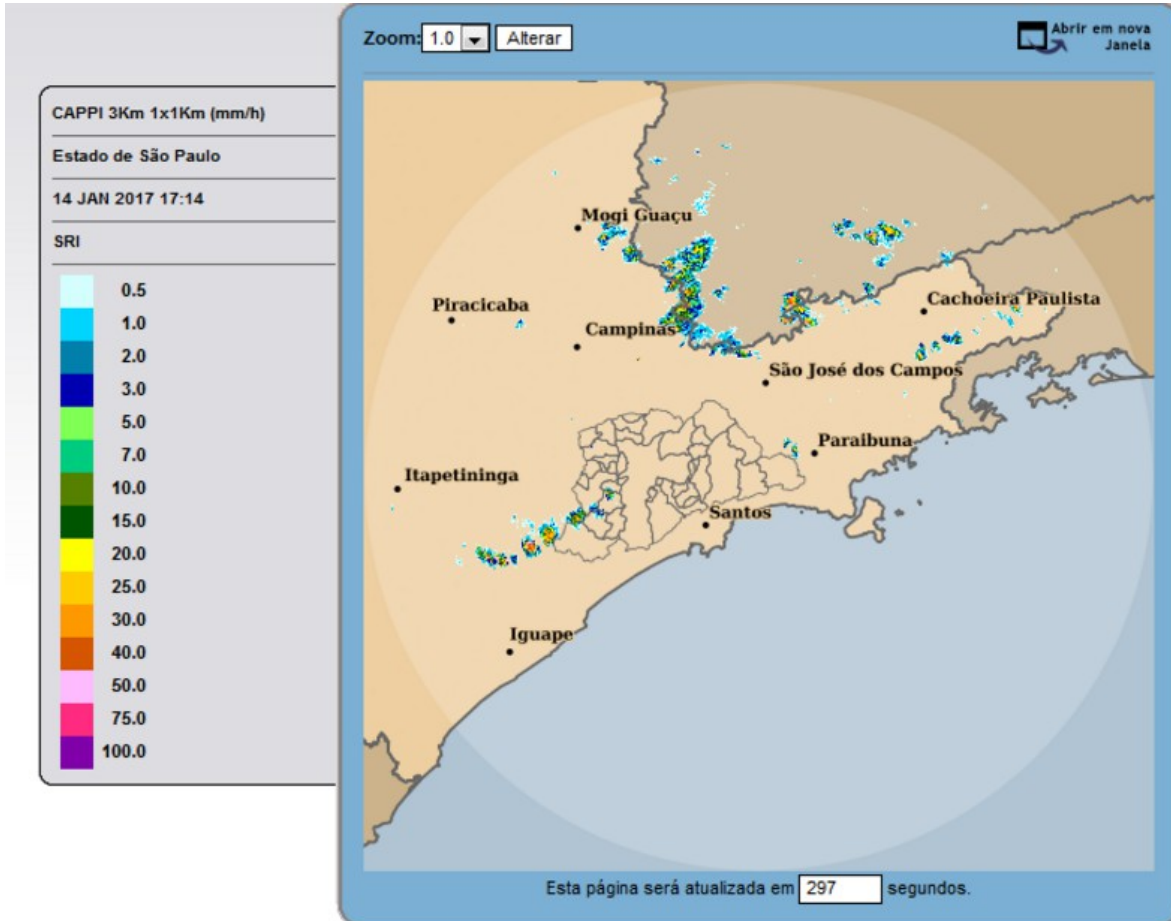 Zoom: 1.0 Alterar
Abrir em nova
Janela
CAPPI 3Km 1x1Km (mm/h)
Estado de São Paulo
14 JAN 2017 17:14
SRI
0.5
1.0
2.0
3.0
5.0
7.0
10.0
15.0
20.0
25.0
30.0
40.0
50.0
75.0
100.0
Mogi Guaçu
Piracicaba
Cachoeira Paulista
Campinas
São José dos Campos
Paraibuna
Itapetininga
Santos
Iguape
Esta página será atualizada em 297 segundos.